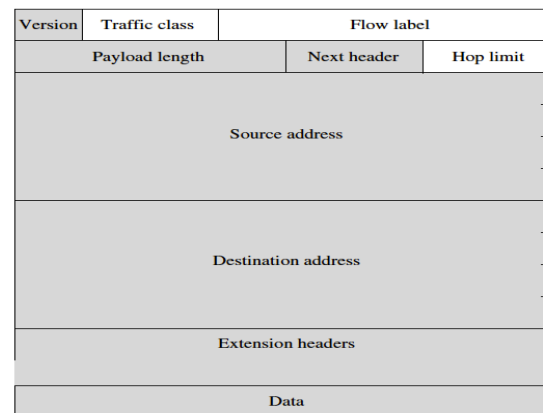 Version Traffic class Flow label
Payload length Next header Hop limit
Source address
Destination address
Extension headers
Data